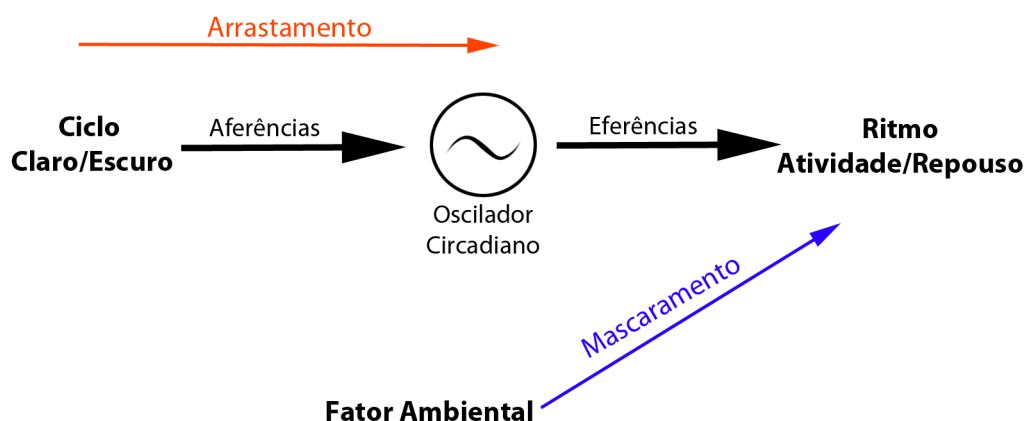 Arrastamento
Ciclo
Claro/Escuro
Aferências
Oscilador
Circadiano
Eferências
Ritmo
Atividade/Repouso
Mascaramento
Fator Ambiental